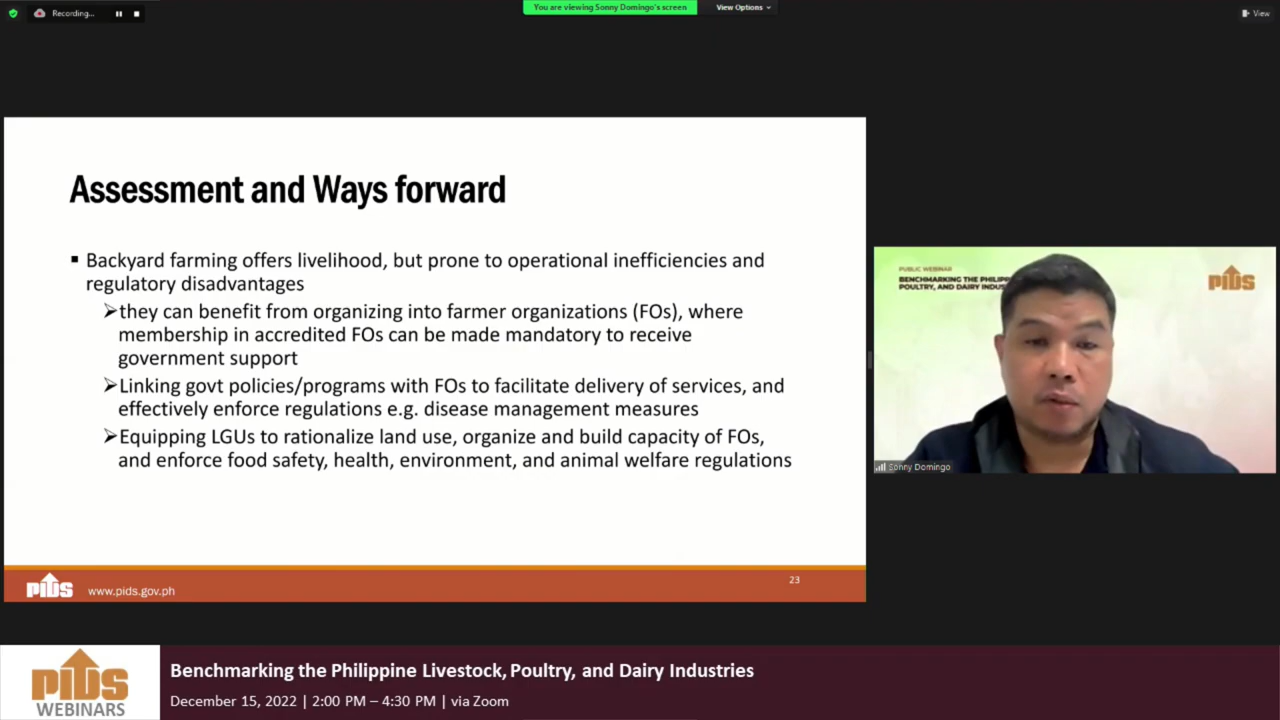 Recording...
You are viewing Sonny Domingo's screen
View Options
View
Assessment and Ways forward
Backyard farming offers livelihood, but prone to operational inefficiencies and
regulatory disadvantages
they can benefit from organizing into farmer organizations (FOs), where
membership in accredited FOs can be made mandatory to receive
government support
Linking govt policies/programs with FOs to facilitate delivery of services, and
effectively enforce regulations e.g. disease management measures
Equipping LGUs to rationalize land use, organize and build capacity of FOs,
and enforce food safety, health, environment, and animal welfare regulations
PIDS
www.pids.gov.ph
23
PUBLIC WEBINAR
BENCHMARKING THE
POULTRY, AND DAIRY
PIDS
Sonny Domingo
PIDS
WEBINARS
Benchmarking the Philippine Livestock, Poultry, and Dairy Industries
December 15, 2022 | 2:00 PM – 4:30 PM | via Zoom